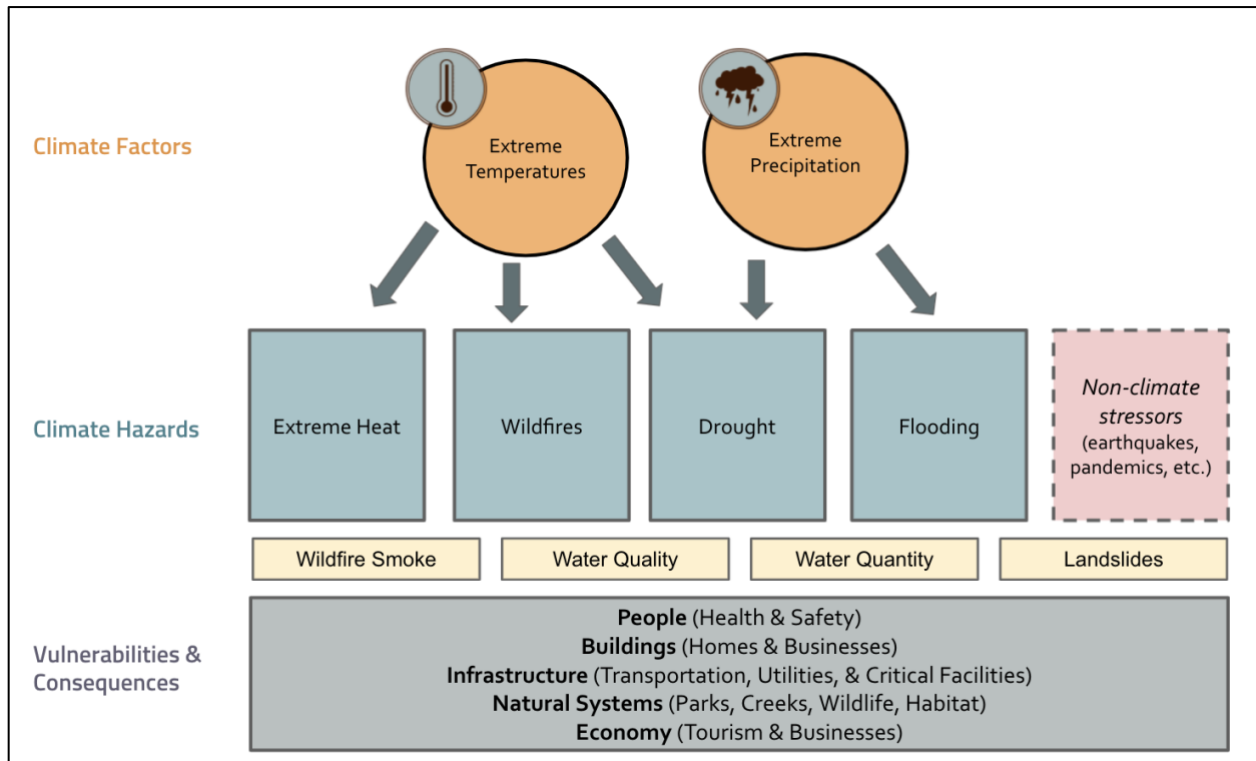 Climate Factors
Extreme
Temperatures
Extreme
Precipitation
Climate Hazards
Extreme Heat
Wildfires
Drought
Flooding
Non-climate
stressors
(earthquakes,
pandemics, etc.)
Wildfire Smoke
Water Quality
Water Quantity
Landslides
Vulnerabilities &
Consequences
People (Health & Safety)
Buildings (Homes & Businesses)
Infrastructure (Transportation, Utilities, & Critical Facilities)
Natural Systems (Parks, Creeks, Wildlife, Habitat)
Economy (Tourism & Businesses)